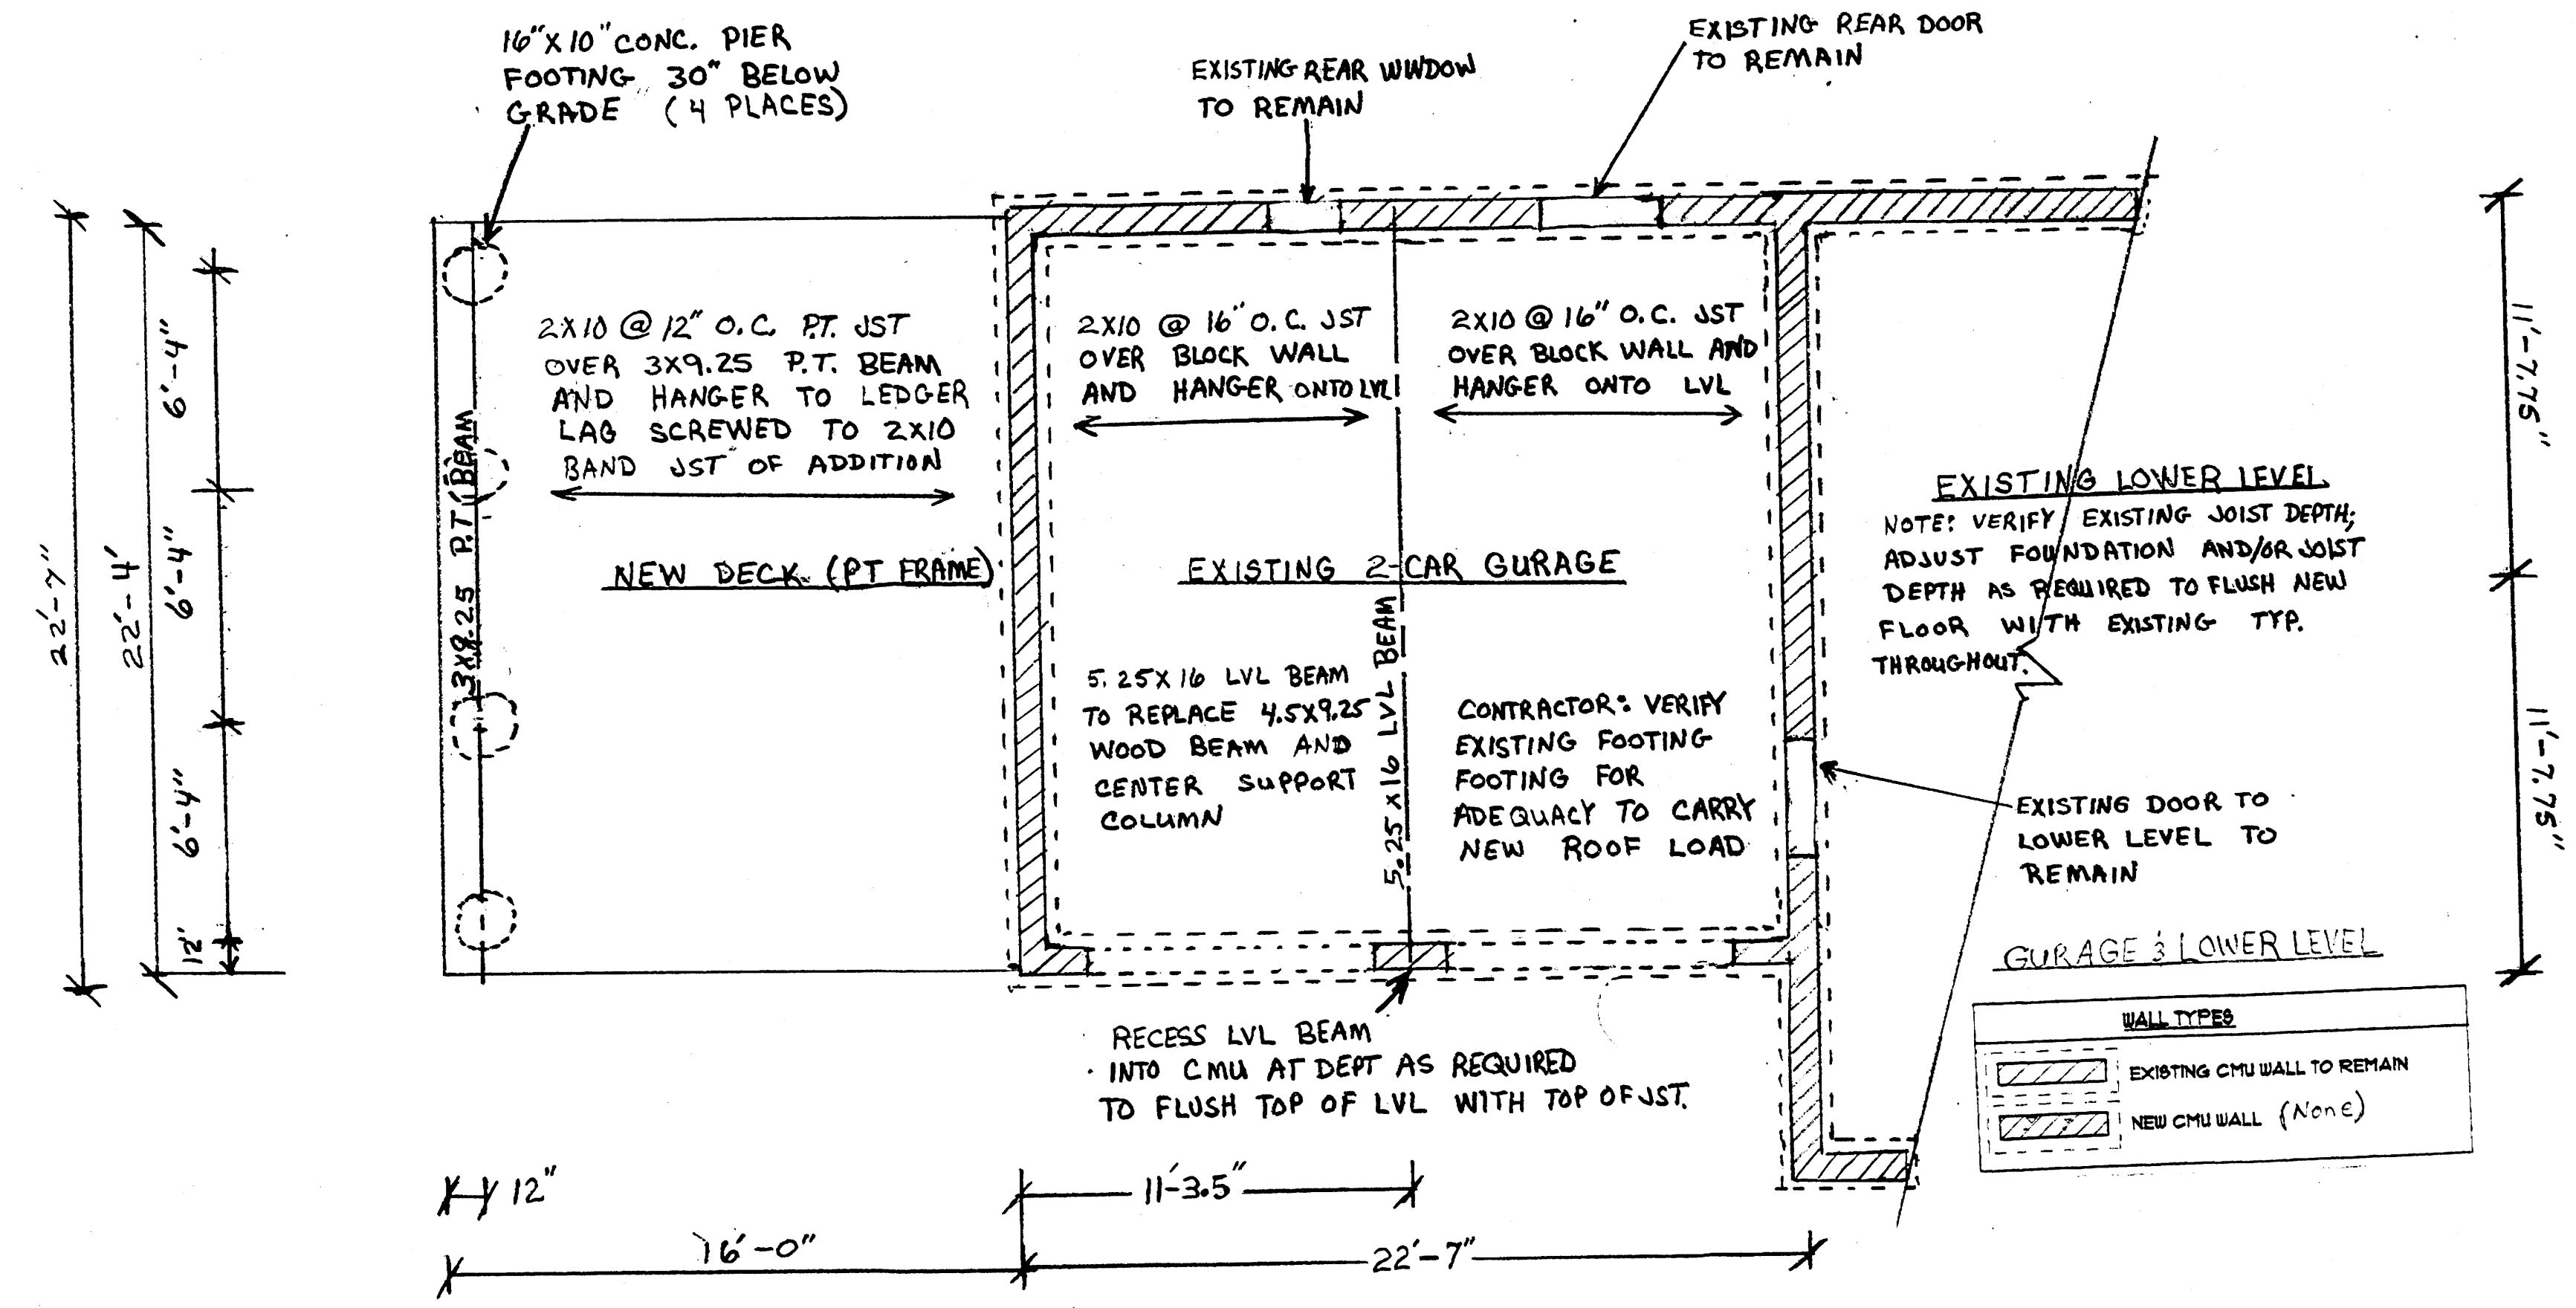 16"X10" CONC. PIER
FOOTING 30" BELOW
GRADE (4 PLACES)
EXISTING REAR WINDOW
TO REMAIN
EXISTING REAR DOOR
TO REMAIN
2X10 @ 12" O.C. P.T. JST
OVER 3X9.25 P.T. BEAM
AND HANGER TO LEDGER
LAG SCREWED TO 2X10
BAND JST OF ADDITION
2X10 @ 16" O.C. JST
OVER BLOCK WALL
AND HANGER ONTO LVL
2X10 @ 16" O.C. JST
OVER BLOCK WALL AND
HANGER ONTO LVL
22'-7"
22'-4'
6'-4"
6'-4"
6'-4"
12'
3X9.25 P.T. BEAM
NEW DECK (PT FRAME)
EXISTING 2-CAR GURAGE
5.25X16 LVL BEAM
5.25X16 LVL BEAM
TO REPLACE 4.5X9.25
WOOD BEAM AND
CENTER SUPPORT
COLUMN
CONTRACTOR: VERIFY
EXISTING FOOTING
FOOTING FOR
ADEQUACY TO CARRY
NEW ROOF LOAD
EXISTING LOWER LEVEL
NOTE: VERIFY EXISTING JOIST DEPTH;
ADJUST FOUNDATION AND/OR JOIST
DEPTH AS REQUIRED TO FLUSH NEW
FLOOR WITH EXISTING TYP.
THROUGHOUT.
EXISTING DOOR TO
LOWER LEVEL TO
REMAIN
11'-7.75"
11'-7.75"
GURAGE & LOWER LEVEL
WALL TYPES
EXISTING CMU WALL TO REMAIN
NEW CMU WALL (NonE)
RECESS LVL BEAM
INTO CMU AT DEPT AS REQUIRED
TO FLUSH TOP OF LVL WITH TOP OF JST.
12"
11'-3.5"
16'-0"
22'-7"